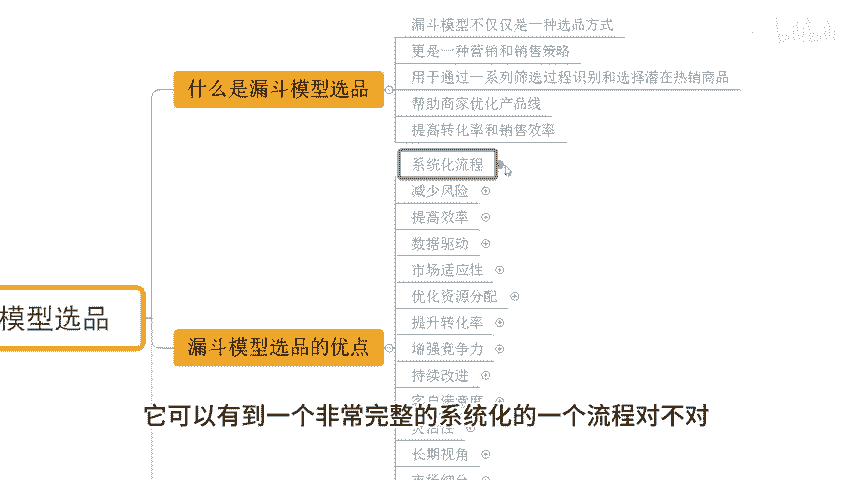 漏斗模型不仅仅是一种选品方式
更是一种营销和销售策略
什么是漏斗模型选品
用于通过一系列筛选过程识别和选择潜在热销商品
帮助商家优化产品线
提高转化率和销售效率
系统化流程
减少风险
提高效率
数据驱动
市场适应性
优化资源分配
模型选品
提升转化率
漏斗模型选品的优点
增强竞争力
持续改进
客户满意度
它可以有到一个非常完整的系统化的一个流程对不对
灵活性
长期视角
市场细分